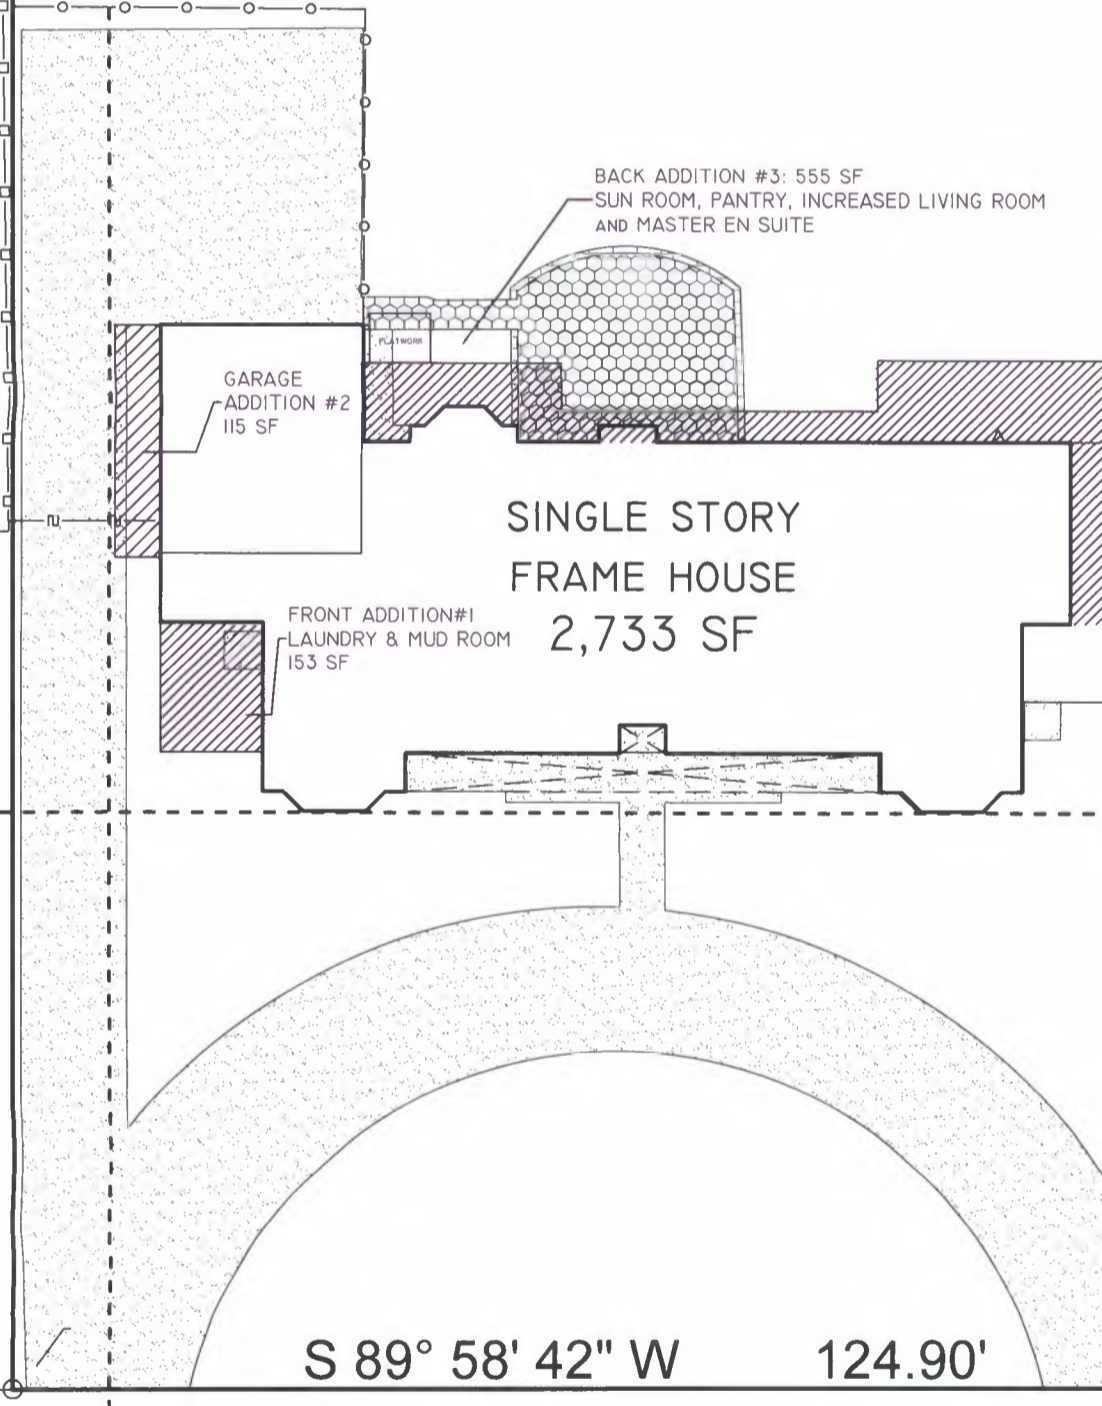 BACK ADDITION #3: 555 SF
SUN ROOM, PANTRY, INCREASED LIVING ROOM
AND MASTER EN SUITE
GARAGE
ADDITION #2
115 SF
SINGLE STORY
FRAME HOUSE
2,733 SF
FRONT ADDITION#1
LAUNDRY & MUD ROOM
153 SF
S 89° 58' 42" W 124.90'